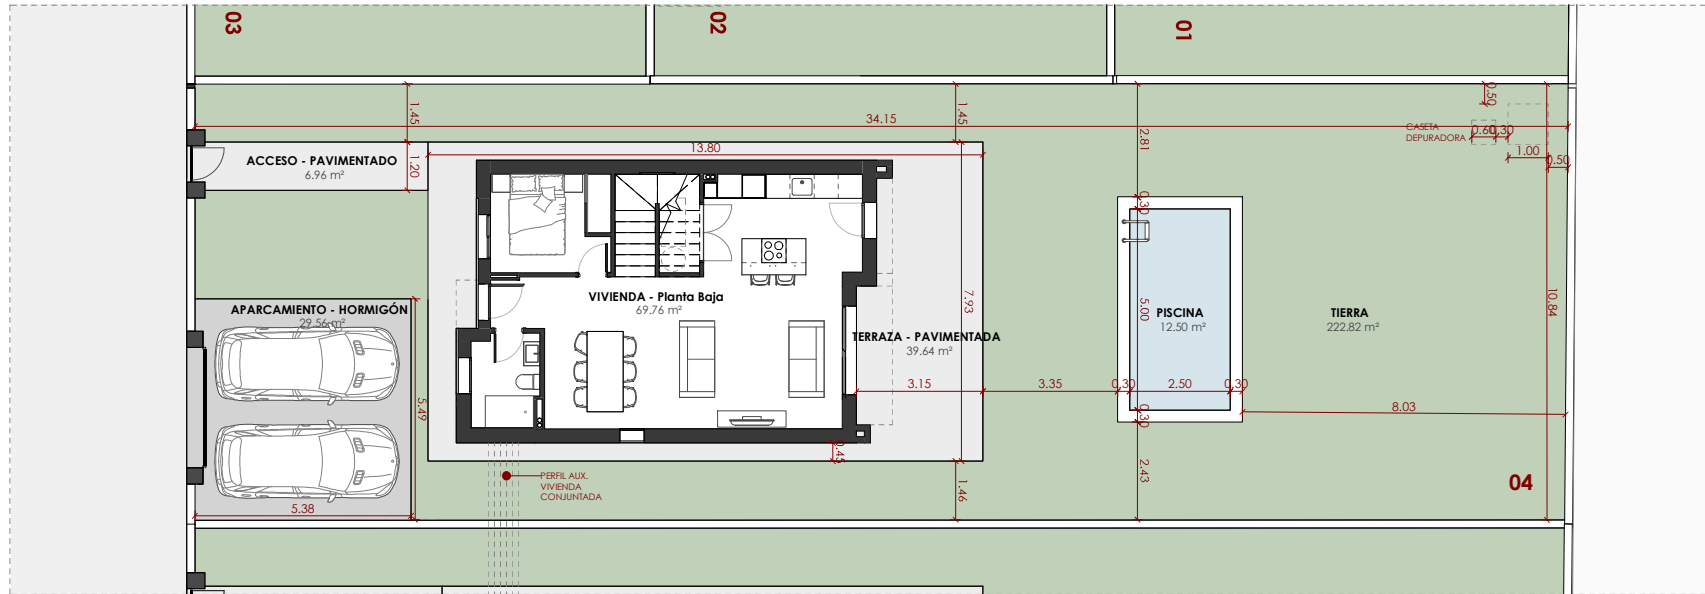 03
02
01
1.45
1.45
34.15
2.81
0.50
CASETA
DEPURADORA
0.60
0.30
1.00
0.50
ACCESO - PAVIMENTADO
6.96 m²
1.20
13.80
0.30
APARCAMIENTO - HORMIGÓN
29.56 m²
VIVIENDA - Planta Baja
69.76 m²
7.93
TERRAZA - PAVIMENTADA
39.64 m²
5.00
PISCINA
12.50 m²
TIERRA
222.82 m²
10.84
3.15
3.35
0.30
2.50
0.30
8.03
5.49
0.30
0.45
PERFIL AUX.
VIVIENDA
CONJUNTADA
1.46
2.43
04
5.38